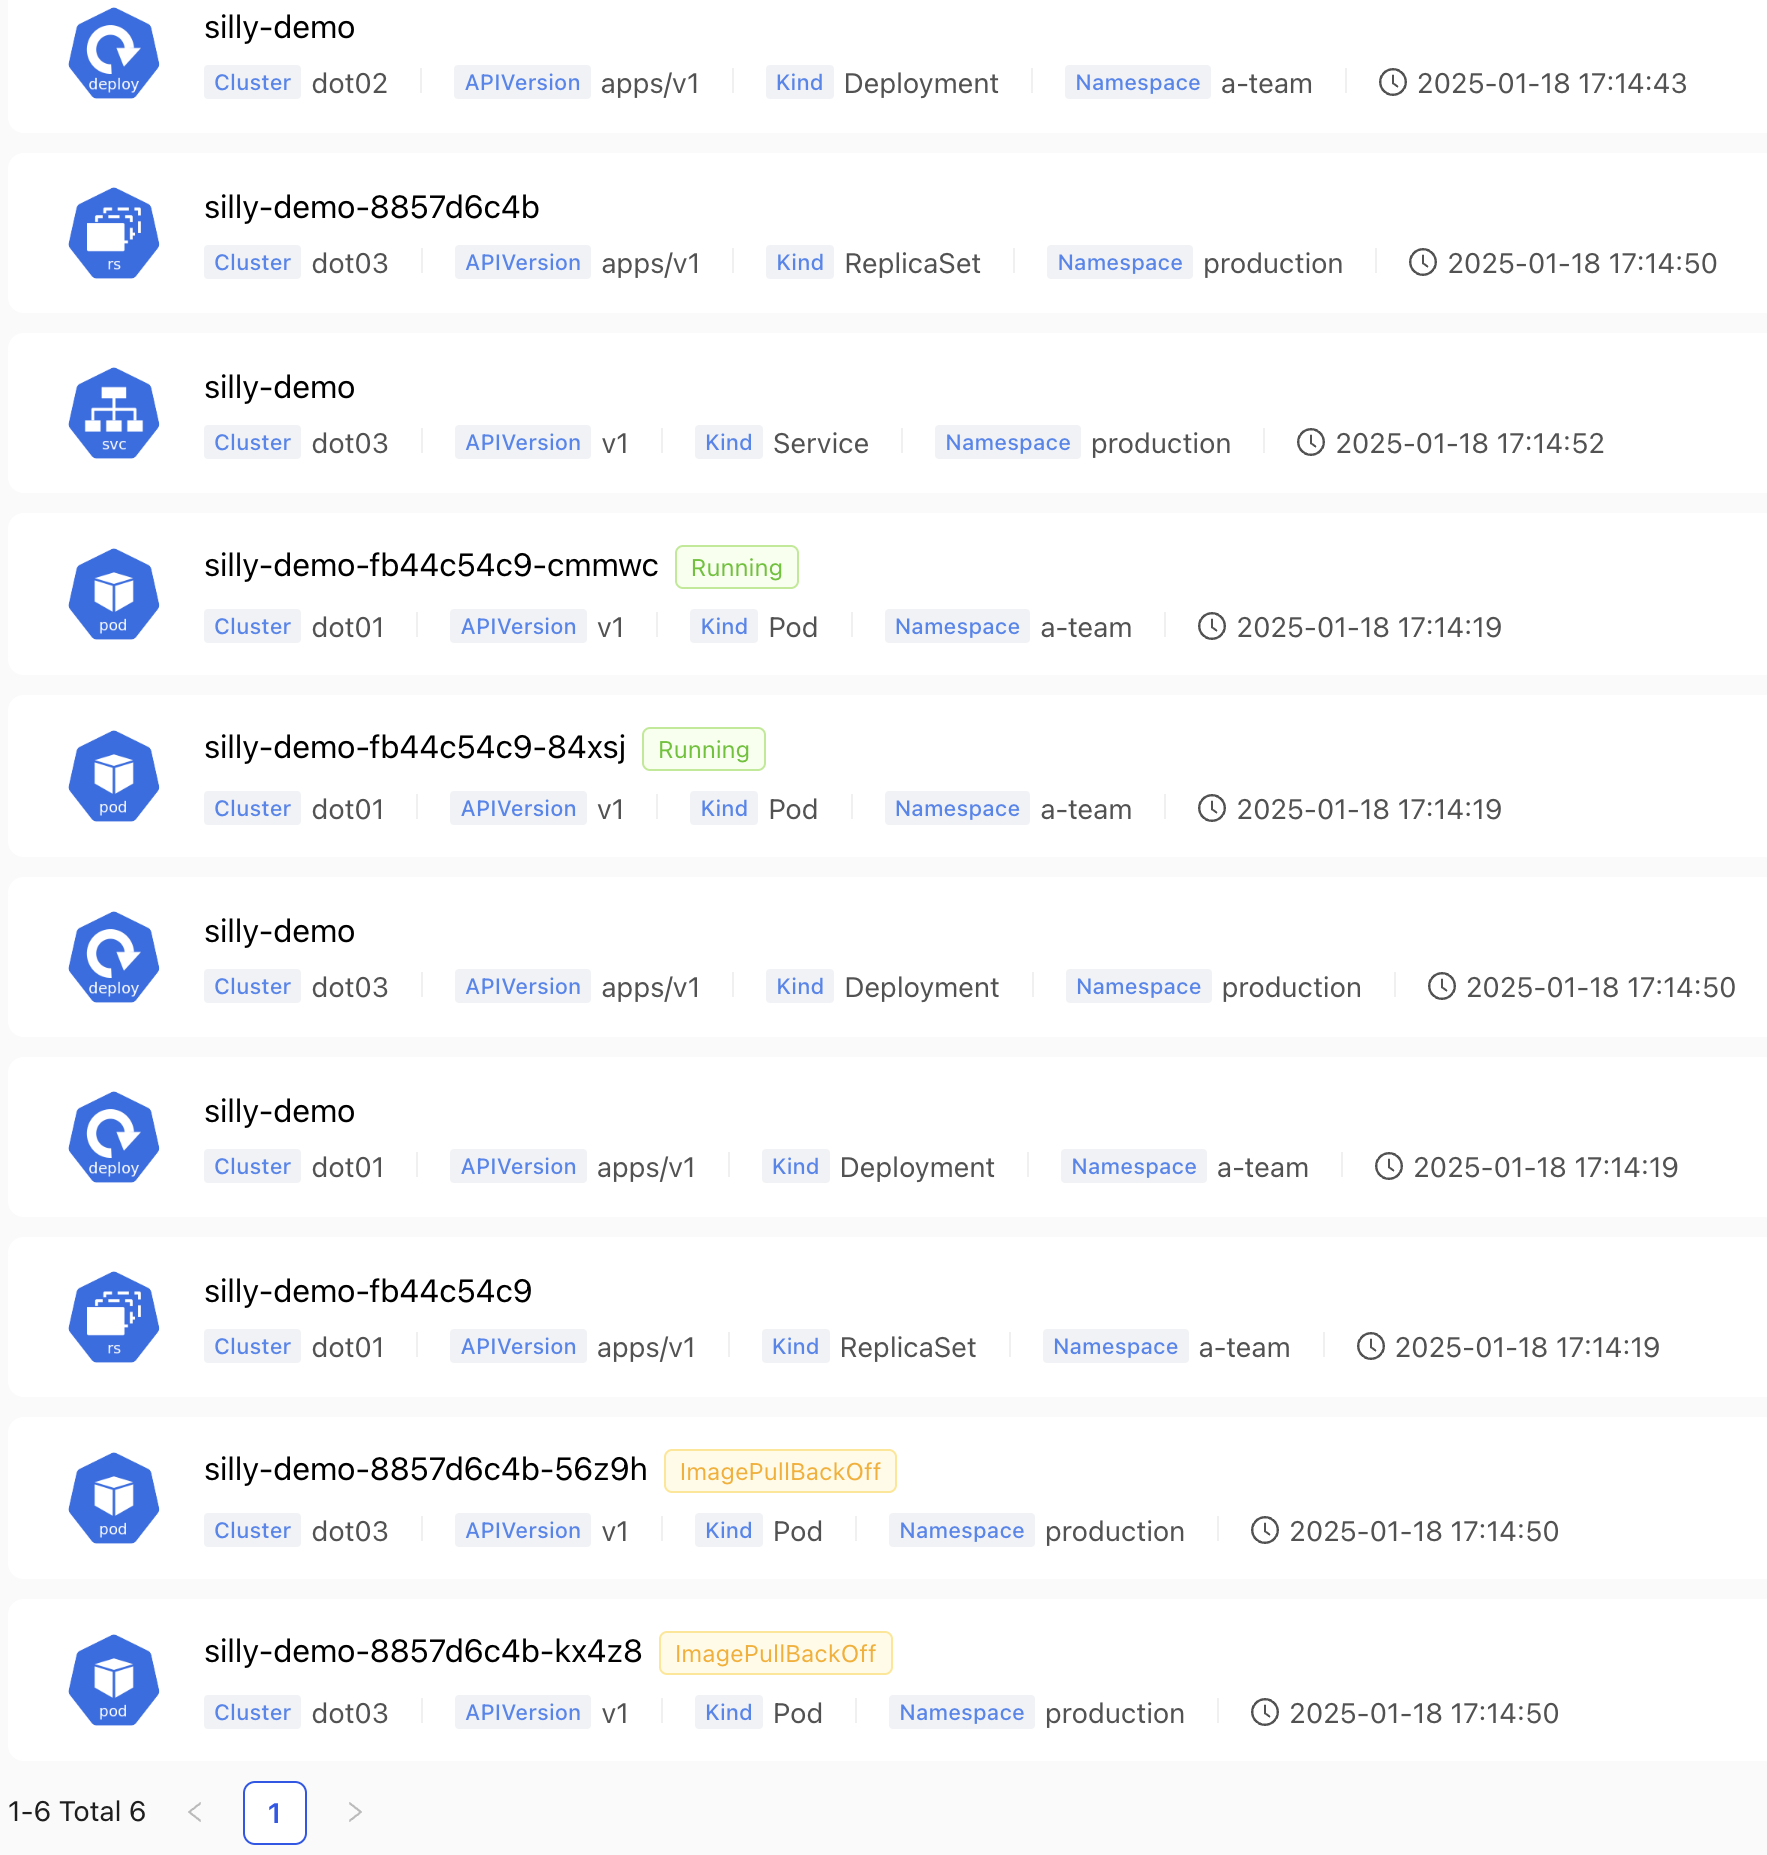 silly-demo
deploy
Cluster dot02 APIVersion apps/v1 Kind Deployment Namespace a-team 2025-01-18 17:14:43
silly-demo-8857d6c4b
rs
Cluster dot03 APIVersion apps/v1 Kind ReplicaSet Namespace production 2025-01-18 17:14:50
silly-demo
svc
Cluster dot03 APIVersion v1 Kind Service Namespace production 2025-01-18 17:14:52
silly-demo-fb44c54c9-cmmwc Running
pod
Cluster dot01 APIVersion v1 Kind Pod Namespace a-team 2025-01-18 17:14:19
silly-demo-fb44c54c9-84xsj Running
pod
Cluster dot01 APIVersion v1 Kind Pod Namespace a-team 2025-01-18 17:14:19
silly-demo
deploy
Cluster dot03 APIVersion apps/v1 Kind Deployment Namespace production 2025-01-18 17:14:50
silly-demo
deploy
Cluster dot01 APIVersion apps/v1 Kind Deployment Namespace a-team 2025-01-18 17:14:19
silly-demo-fb44c54c9
rs
Cluster dot01 APIVersion apps/v1 Kind ReplicaSet Namespace a-team 2025-01-18 17:14:19
silly-demo-8857d6c4b-56z9h ImagePullBackOff
pod
Cluster dot03 APIVersion v1 Kind Pod Namespace production 2025-01-18 17:14:50
silly-demo-8857d6c4b-kx4z8 ImagePullBackOff
pod
Cluster dot03 APIVersion v1 Kind Pod Namespace production 2025-01-18 17:14:50
1-6 Total 6 < 1 >